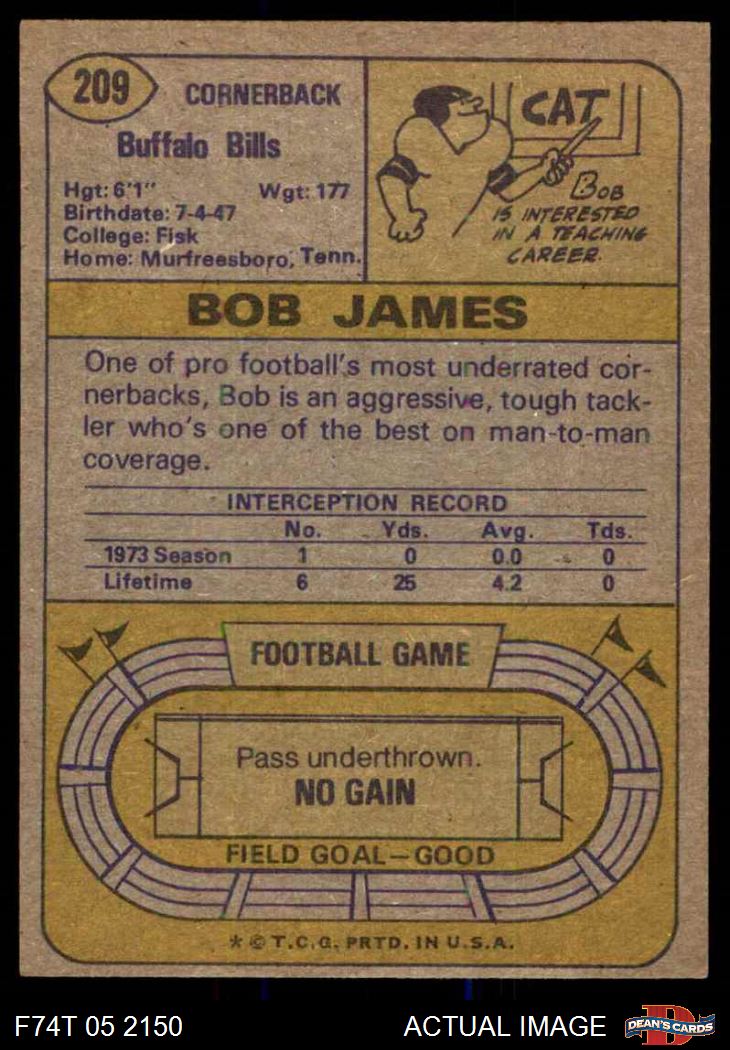 209
CORNERBACK
Buffalo Bills
Hgt: 6'1" Wgt: 177
Birthdate: 7-4-47
College: Fisk
Home: Murfreesboro, Tenn.
CAT
BOB
IS INTERESTED
IN A TEACHING
CAREER.
BOB JAMES
One of pro football's most underrated cor-
nerbacks, Bob is an aggressive, tough tack-
ler who's one of the best on man-to-man
coverage.
INTERCEPTION RECORD
No. Yds. Avg. Tds.
1973 Season 1 0 0.0 0
Lifetime 6 25 4.2 0
FOOTBALL GAME
Pass underthrown.
NO GAIN
FIELD GOAL—GOOD
* © T.C.G. PRTD. IN U.S.A.
F74T 05 2150 ACTUAL IMAGE
D
DEAN'S CARDS